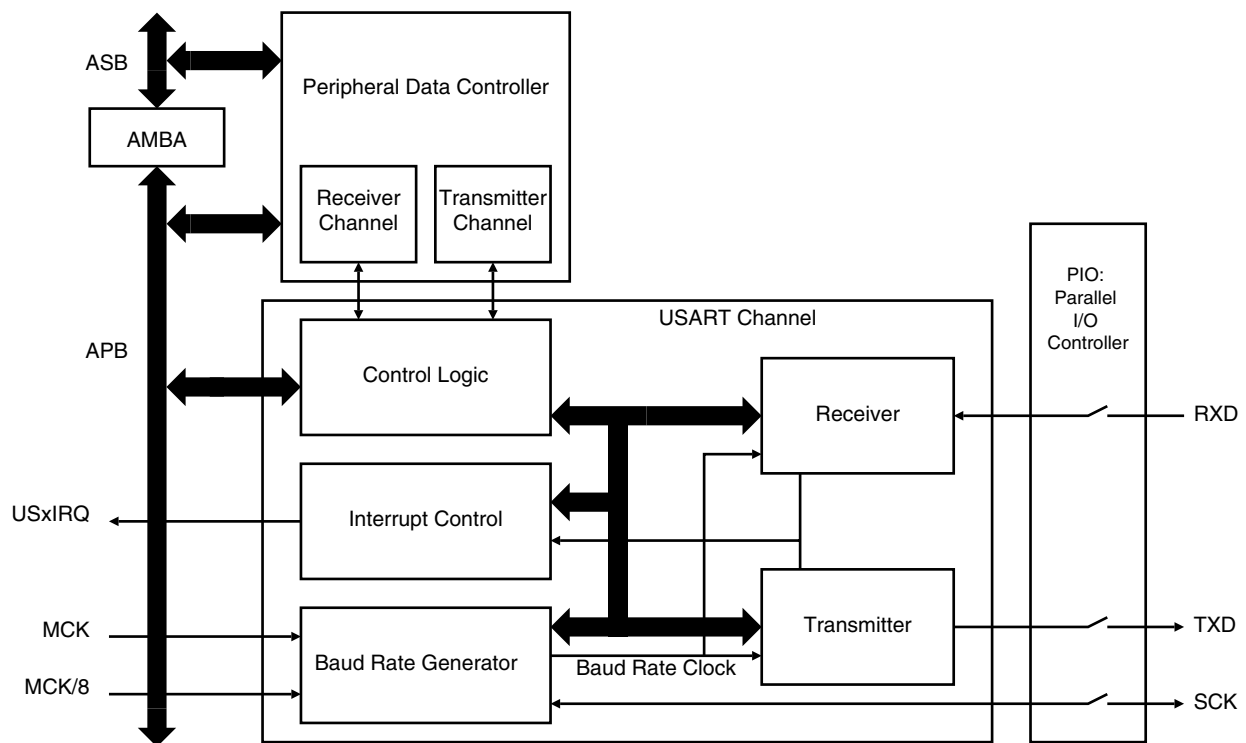 ASB
Peripheral Data Controller
AMBA
Receiver
Channel
Transmitter
Channel
PIO:
Parallel
I/O
Controller
USART Channel
APB
Control Logic
Receiver
RXD
USxIRQ
Interrupt Control
MCK
Transmitter
TXD
Baud Rate Generator
Baud Rate Clock
MCK/8
SCK